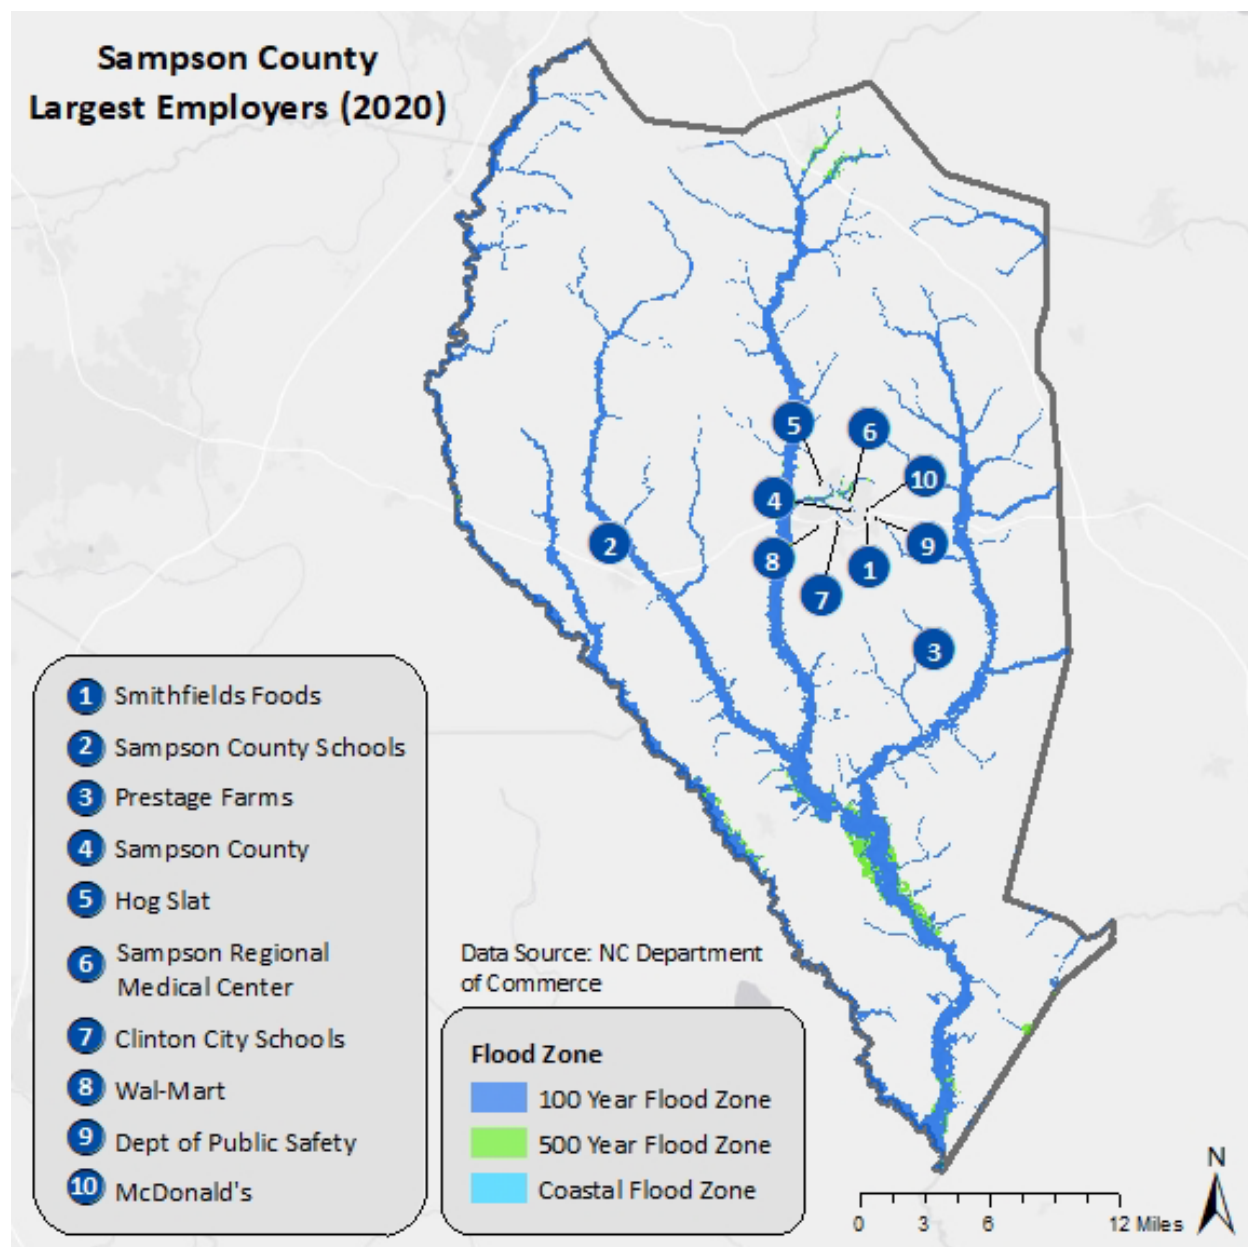 Sampson County
Largest Employers (2020)
5
6
10
4
2
8
9
1
7
3
1 Smithfields Foods
2 Sampson County Schools
3 Prestage Farms
4 Sampson County
5 Hog Slat
6 Sampson Regional
Medical Center
7 Clinton City Schools
8 Wal-Mart
9 Dept of Public Safety
10 McDonald's
Data Source: NC Department
of Commerce
Flood Zone
100 Year Flood Zone
500 Year Flood Zone
Coastal Flood Zone
N
0 3 6 12 Miles